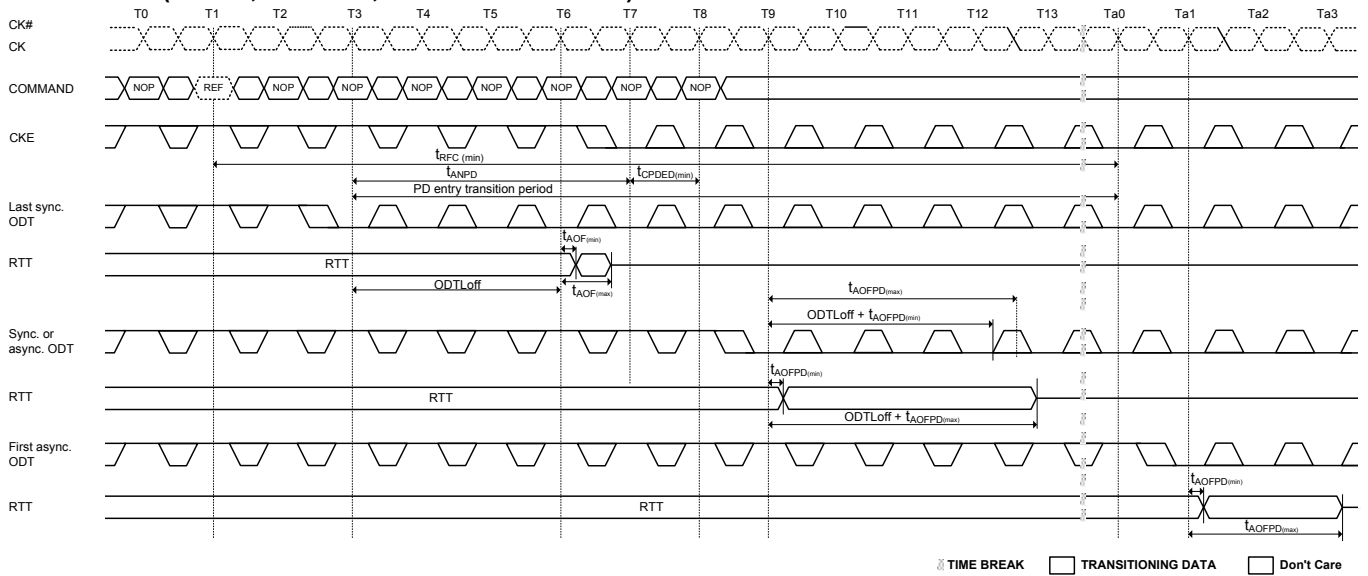 T0 T1 T2 T3 T4 T5 T6 T7 T8 T9 T10 T11 T12 T13 Ta0 Ta1 Ta2 Ta3
CK#
CK
COMMAND NOP REF NOP NOP NOP NOP NOP NOP NOP
CKE
tRFC (min)
tANPD tCPDED(min)
PD entry transition period
Last sync.
ODT
tAOF(min)
RTT RTT
ODTLoff tAOF(max)
tAOFPD(max)
ODTLoff + tAOFPD(min)
Sync. or
async. ODT
tAOFPD(min)
RTT RTT
ODTLoff + tAOFPD(max)
First async.
ODT
tAOFPD(min)
RTT RTT
tAOFPD(max)
TIME BREAK TRANSITIONING DATA Don't Care